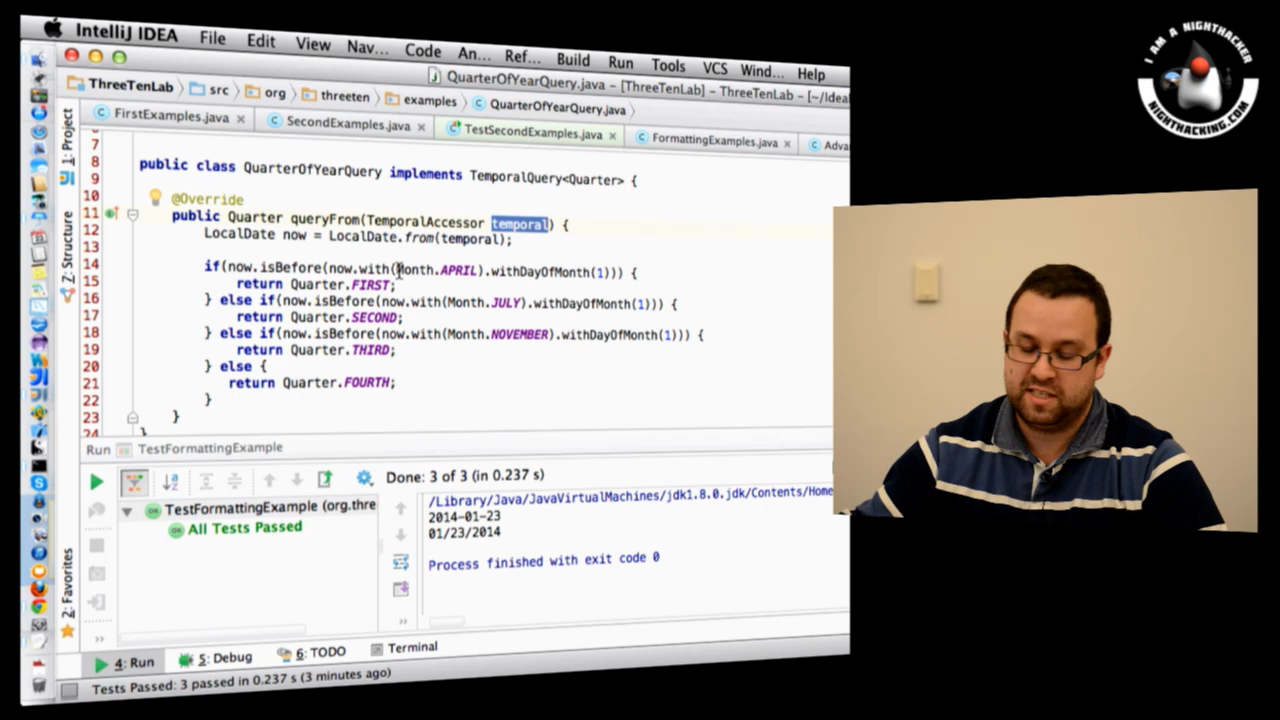 IntelliJ IDEA File Edit View Nav... Code An... Ref... Build Run Tools VCS Wind... Help
QuarterOfYearQuery.java – [ThreeTenLab] – ThreeTenLab – [~/Idea
ThreeTenLab src org threeten examples QuarterOfYearQuery.java
FirstExamples.java SecondExamples.java TestSecondExamples.java FormattingExamples.java Adva
1: Project
7: Structure
2: Favorites
7
8 public class QuarterOfYearQuery implements TemporalQuery<Quarter> {
9
10 @Override
11 public Quarter queryFrom(TemporalAccessor temporal) {
12 LocalDate now = LocalDate.from(temporal);
13
14 if(now.isBefore(now.with(Month.APRIL).withDayOfMonth(1))) {
15 return Quarter.FIRST;
16 } else if(now.isBefore(now.with(Month.JULY).withDayOfMonth(1))) {
17 return Quarter.SECOND;
18 } else if(now.isBefore(now.with(Month.NOVEMBER).withDayOfMonth(1))) {
19 return Quarter.THIRD;
20 } else {
21 return Quarter.FOURTH;
22 }
23 }
24 }
Run TestFormattingExample
Done: 3 of 3 (in 0.237 s)
TestFormattingExample (org.thre
All Tests Passed
/Library/Java/JavaVirtualMachines/jdk1.8.0.jdk/Contents/Home
2014-01-23
01/23/2014
Process finished with exit code 0
4: Run 5: Debug 6: TODO Terminal
Tests Passed: 3 passed in 0.237 s (3 minutes ago)
I AM A NIGHTHACKER
NIGHTHACKING.COM